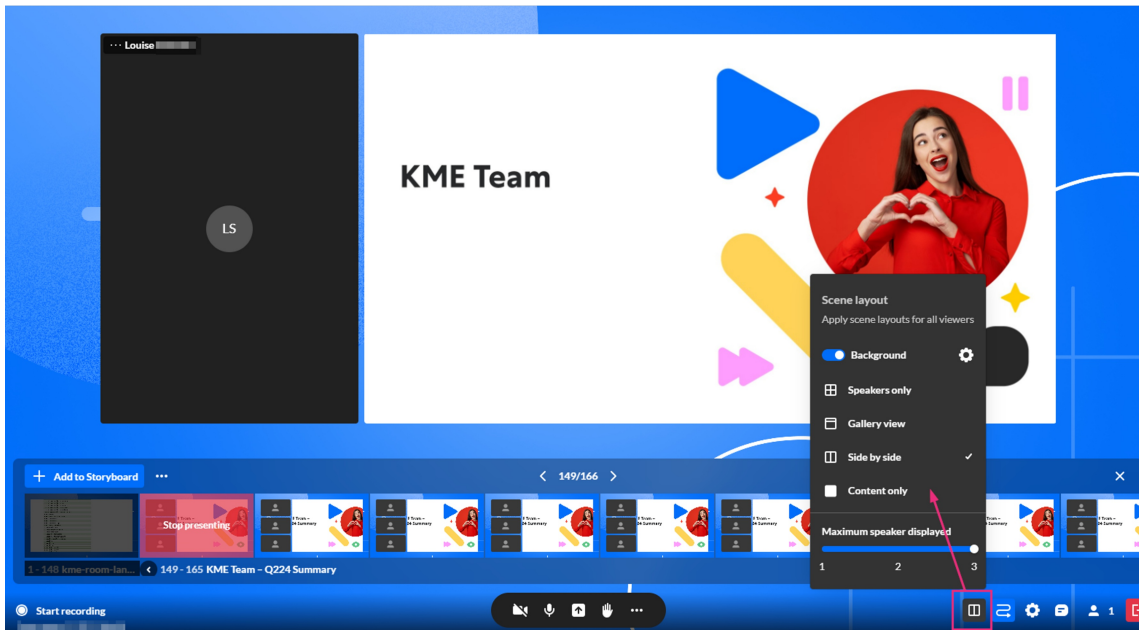 ··· Louise
KME Team
LS
Scene layout
Apply scene layouts for all viewers
Background
Speakers only
Gallery view
Side by side
Content only
Maximum speaker displayed
1 2 3
+ Add to Storyboard ···
149/166
Stop presenting
1 - 148 kme-room-lan...
149 - 165 KME Team – Q224 Summary
Start recording
1